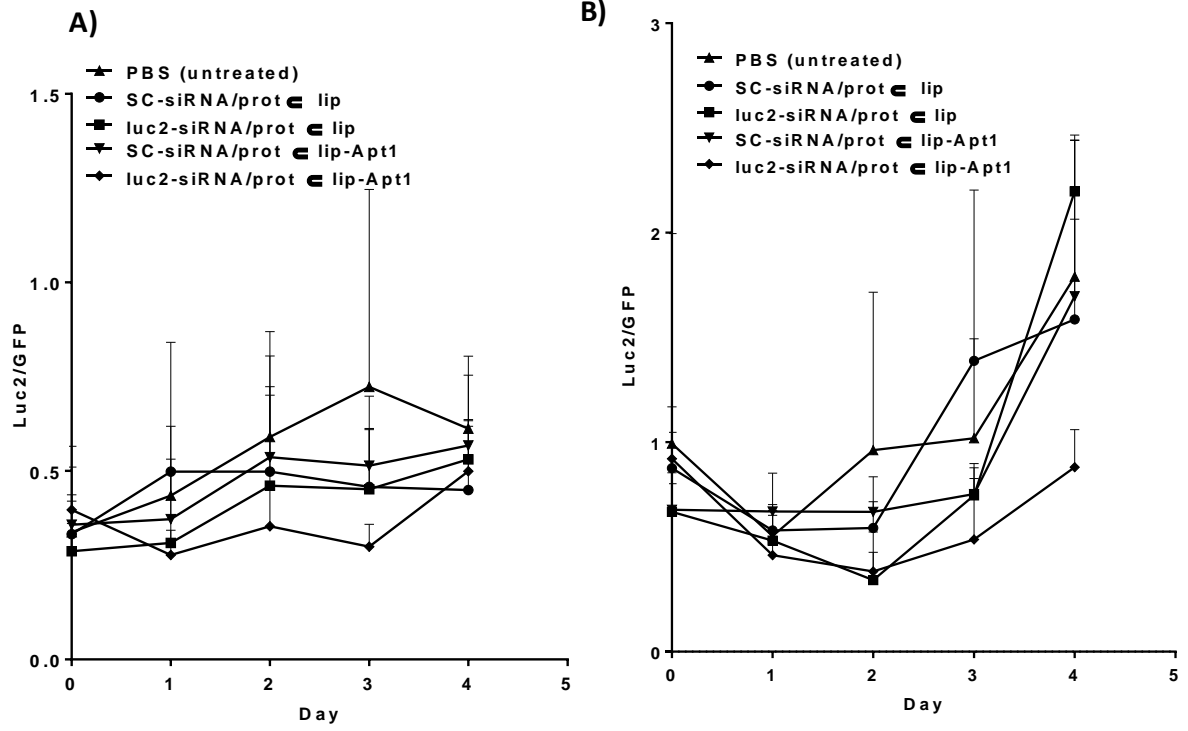 A)
PBS (untreated)
SC-siRNA/prot ⊂ lip
luc2-siRNA/prot ⊂ lip
SC-siRNA/prot ⊂ lip-Apt1
luc2-siRNA/prot ⊂ lip-Apt1
1.5
1.0
0.5
0.0
Luc2/GFP
0 1 2 3 4 5
Day
B)
PBS (untreated)
SC-siRNA/prot ⊂ lip
luc2-siRNA/prot ⊂ lip
SC-siRNA/prot ⊂ lip-Apt1
luc2-siRNA/prot ⊂ lip-Apt1
3
2
1
0
Luc2/GFP
0 1 2 3 4 5
Day